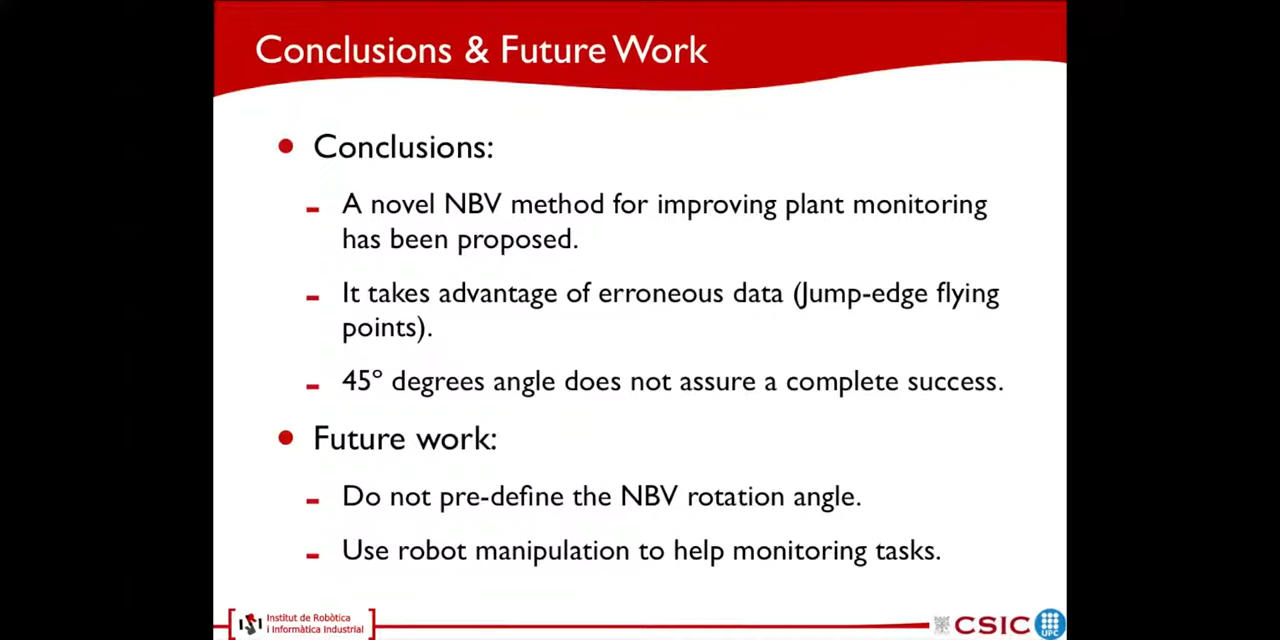 Conclusions & Future Work
Conclusions:
A novel NBV method for improving plant monitoring
has been proposed.
It takes advantage of erroneous data (Jump-edge flying
points).
45º degrees angle does not assure a complete success.
Future work:
Do not pre-define the NBV rotation angle.
Use robot manipulation to help monitoring tasks.
Institut de Robòtica
i Informàtica Industrial
CSIC
UPC